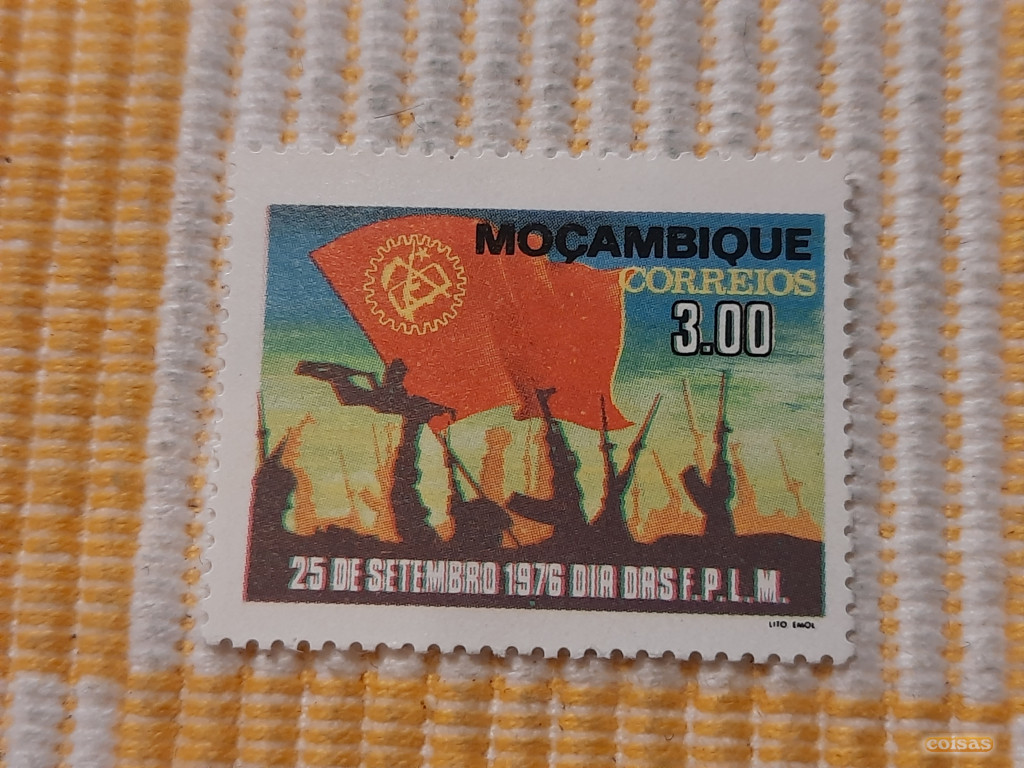 MOÇAMBIQUE
CORREIOS
3.00
25 DE SETEMBRO 1976 DIA DAS F.P.L.M.
LITO EMOL
coisas